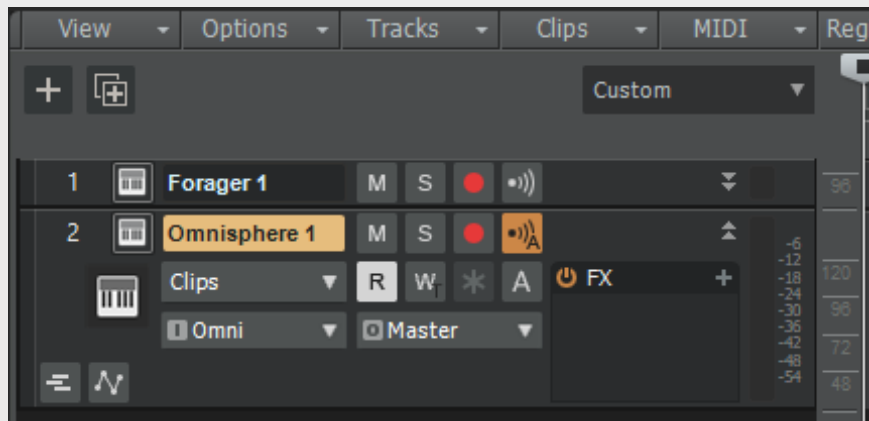 View Options Tracks Clips MIDI Reg
Custom
1 Forager 1 M S 96
2 Omnisphere 1 M S A
Clips R W T A FX
I Omni O Master
-6
-12
-18
-24
-30
-36
-42
-48
-54
120
96
72
48